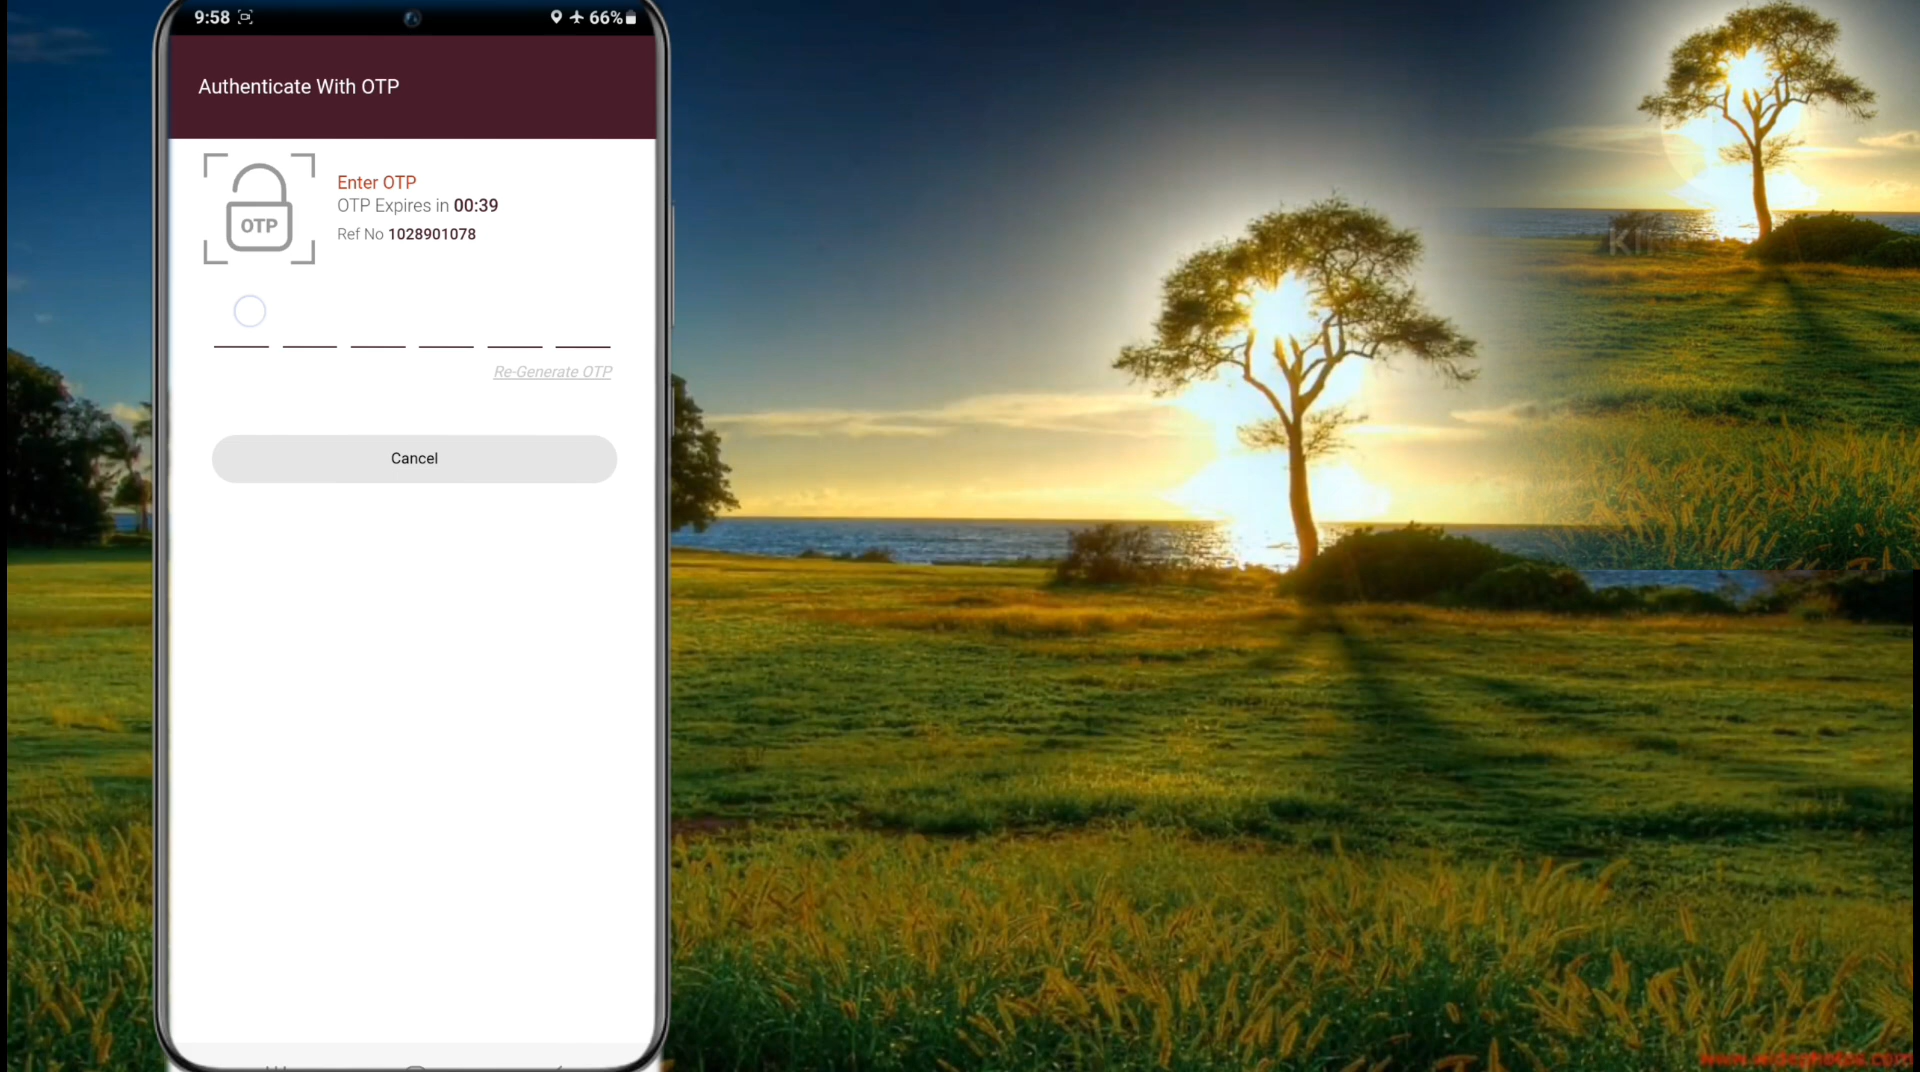 9:58
66%
Authenticate With OTP
OTP
Enter OTP
OTP Expires in 00:39
Ref No 1028901078
Re-Generate OTP
Cancel